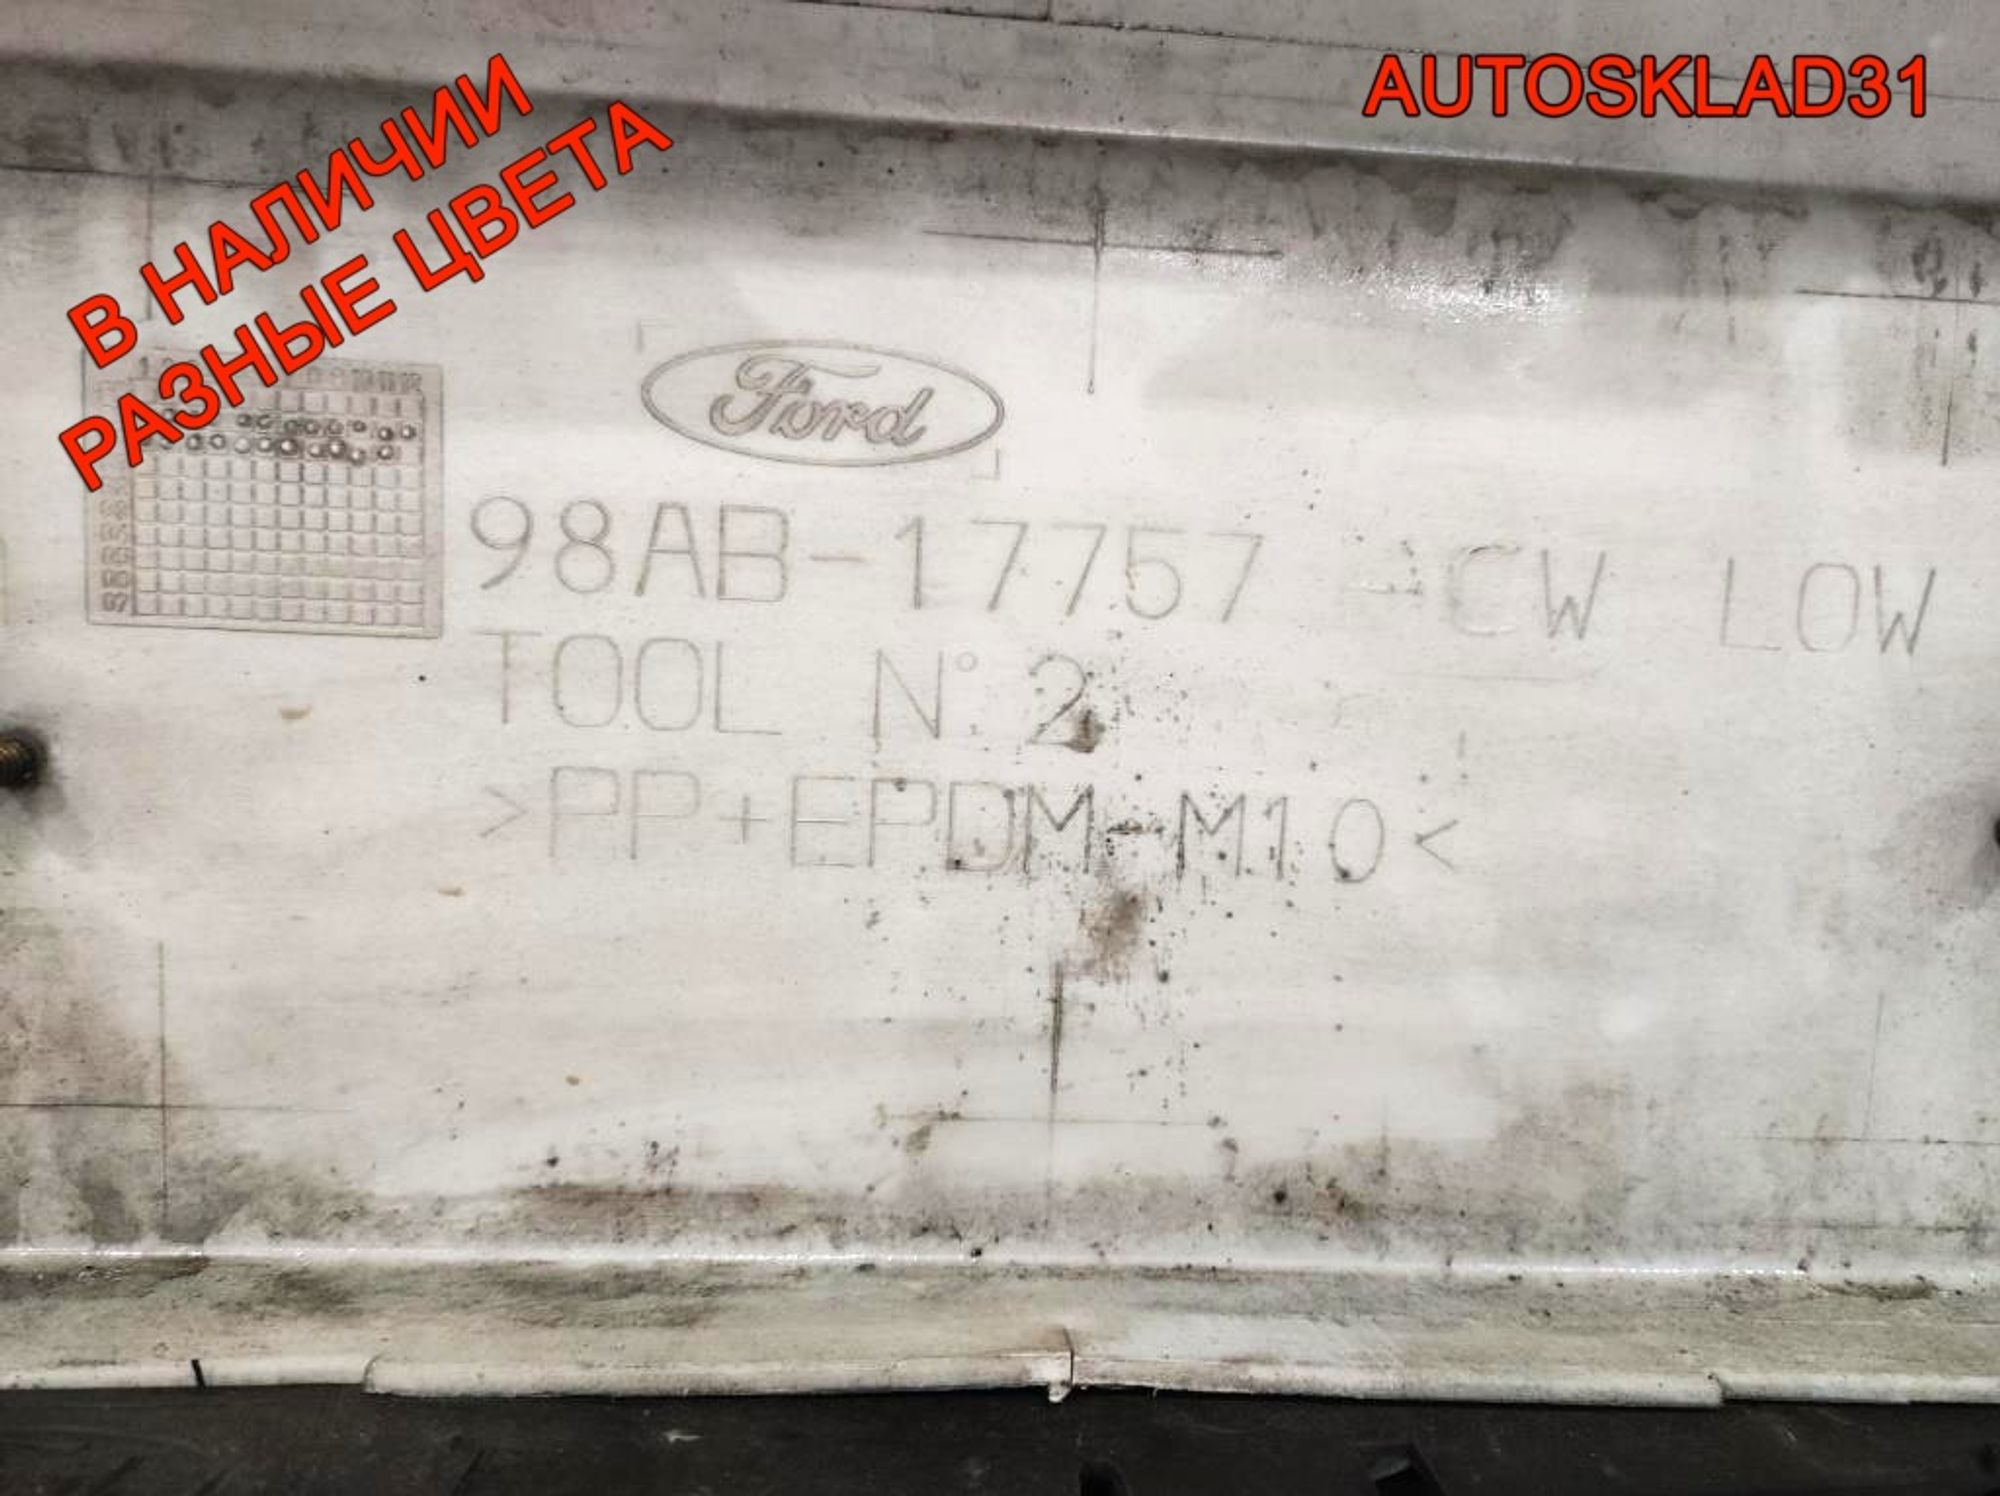 AUTOSKLAD31
В НАЛИЧИИ
РАЗНЫЕ ЦВЕТА
Ford
98AB-17757-CW LOW
TOOL N° 2
>PP+EPDM-M10<